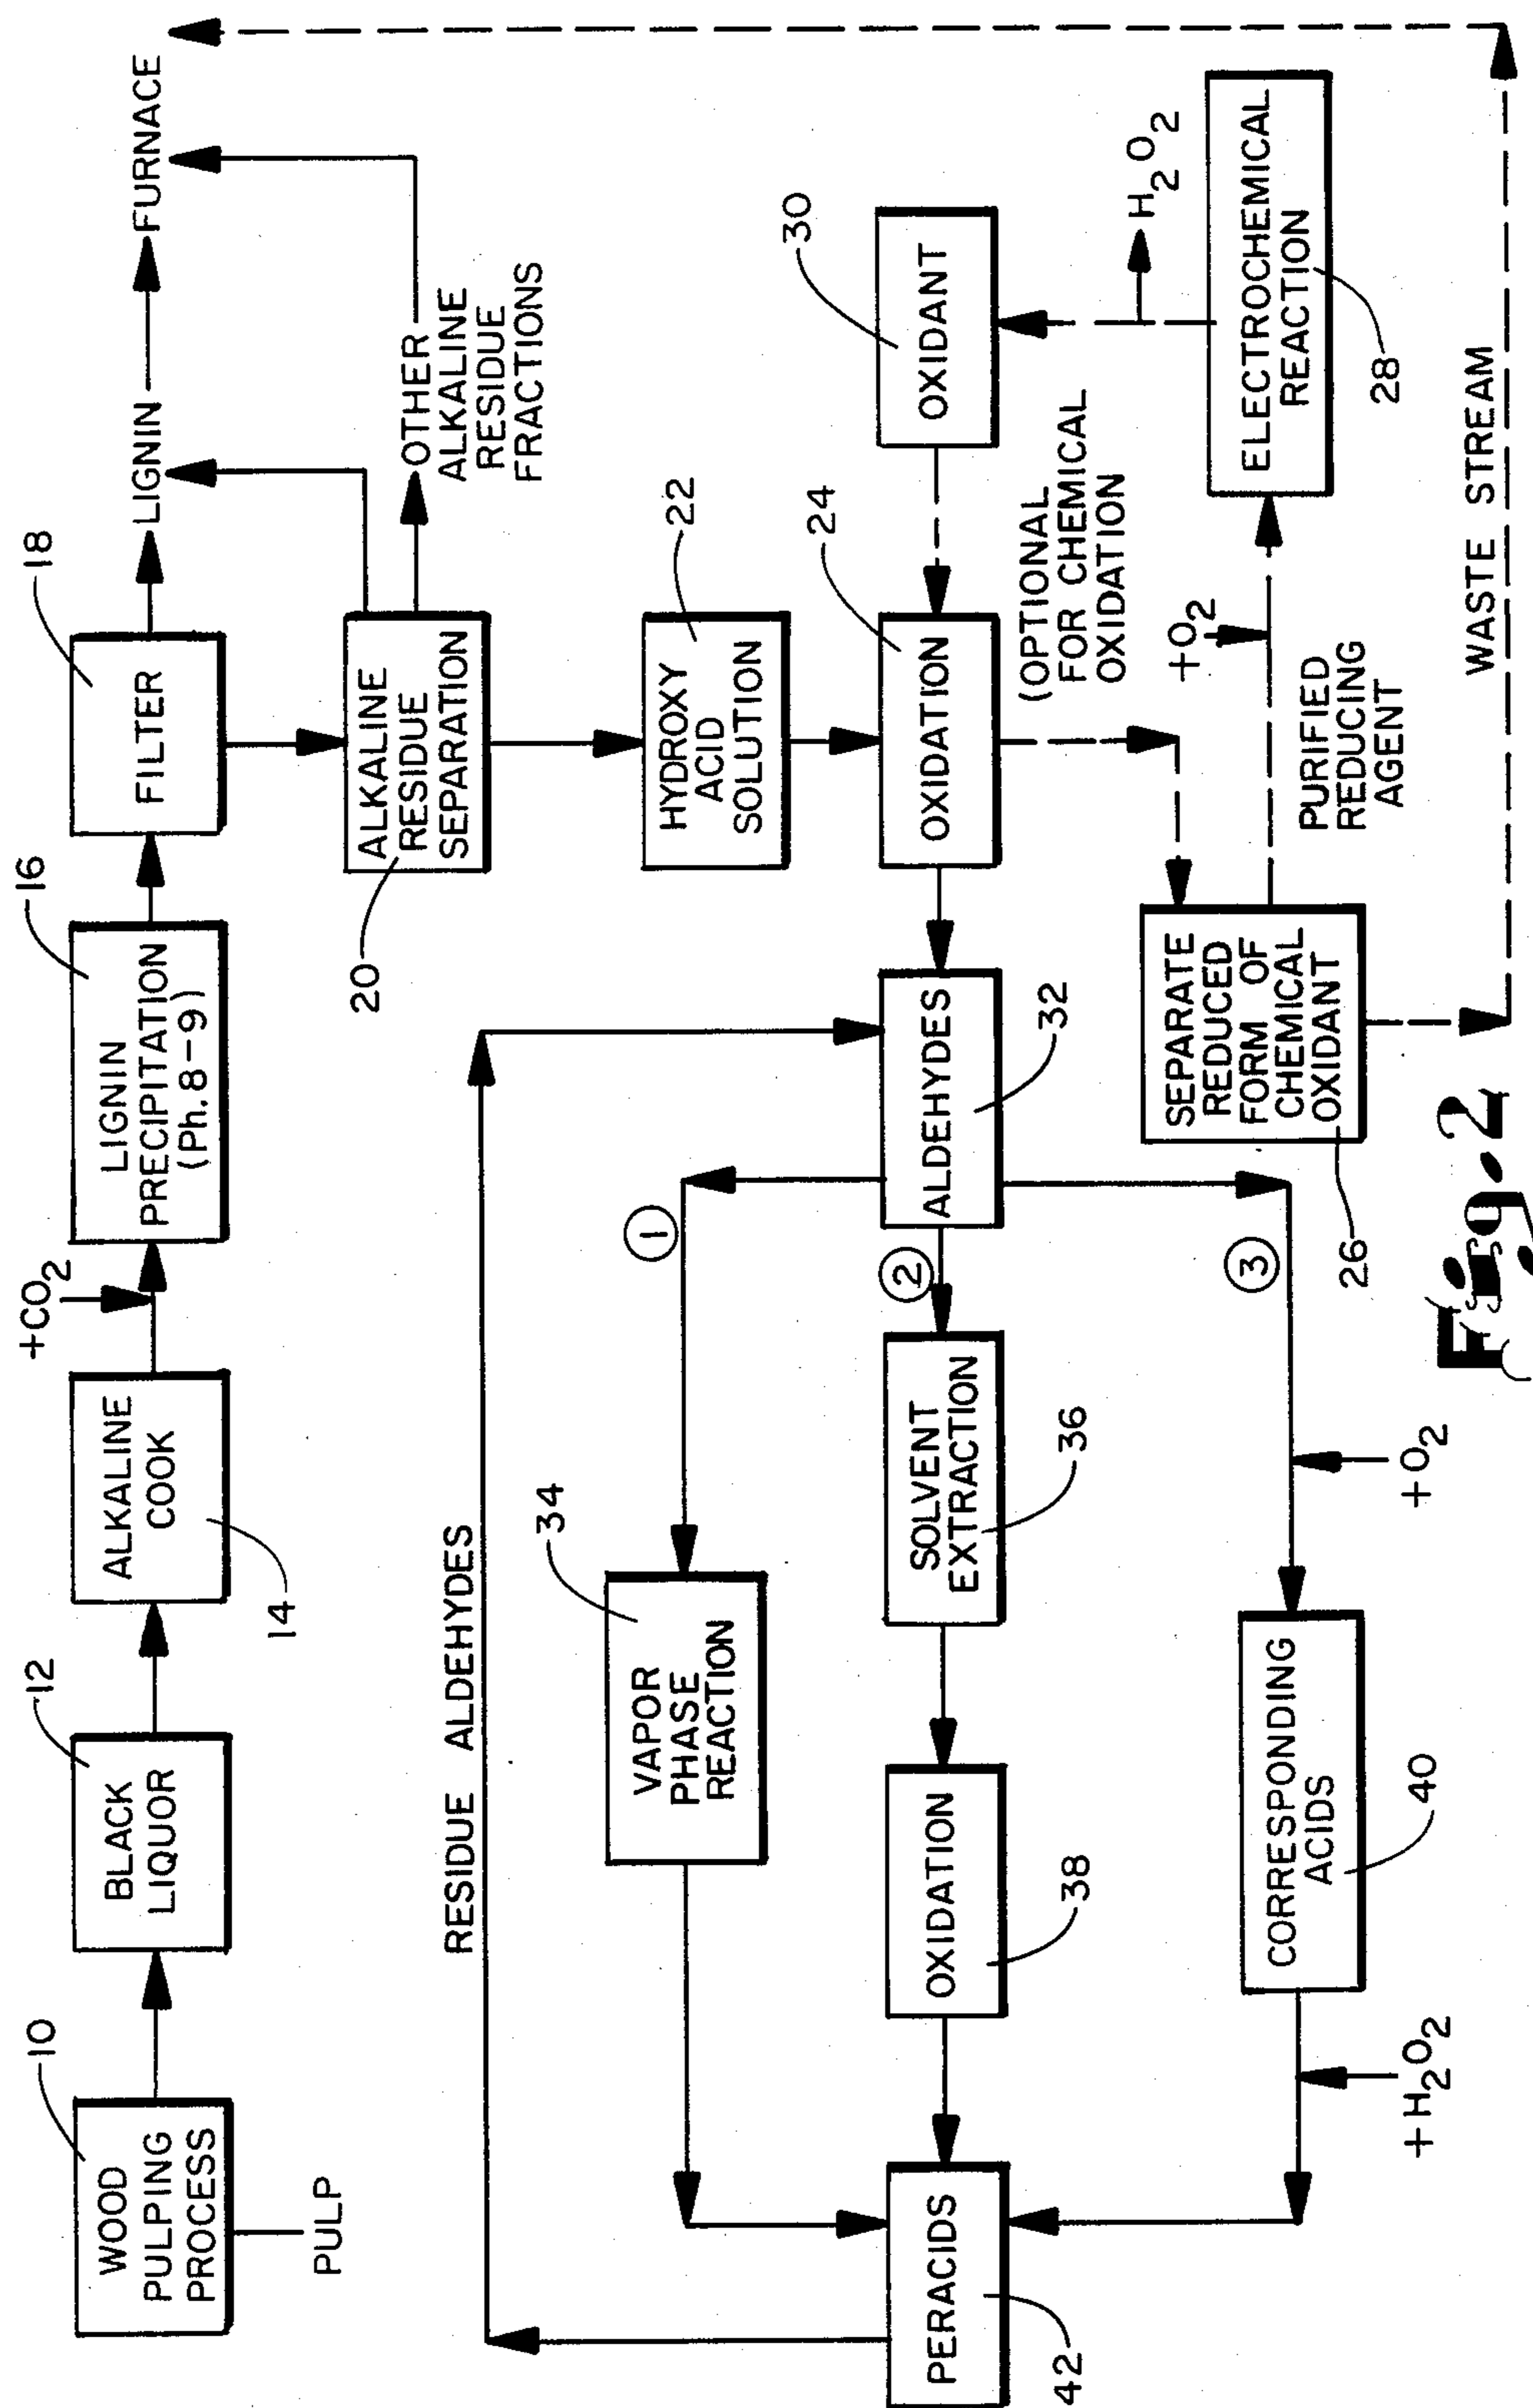 10
WOOD
PULPING
PROCESS
PULP
12
BLACK
LIQUOR
ALKALINE
COOK
14
+CO2
16
LIGNIN
PRECIPITATION
(Ph.8-9)
18
FILTER
LIGNIN
FURNACE
ALKALINE
RESIDUE
SEPARATION
20
OTHER
ALKALINE
RESIDUE
FRACTIONS
22
HYDROXY
ACID
SOLUTION
RESIDUE ALDEHYDES
34
VAPOR
PHASE
REACTION
1
PERACIDS
42
OXIDATION
38
SOLVENT
EXTRACTION
36
2
ALDEHYDES
32
24
OXIDATION
30
OXIDANT
(OPTIONAL
FOR CHEMICAL
OXIDATION
H2O2
+H2O2
CORRESPONDING
ACIDS
40
+O2
3
SEPARATE
REDUCED
FORM OF
CHEMICAL
OXIDANT
26
+O2
PURIFIED
REDUCING
AGENT
ELECTROCHEMICAL
REACTION
28
WASTE STREAM
Fig. 2